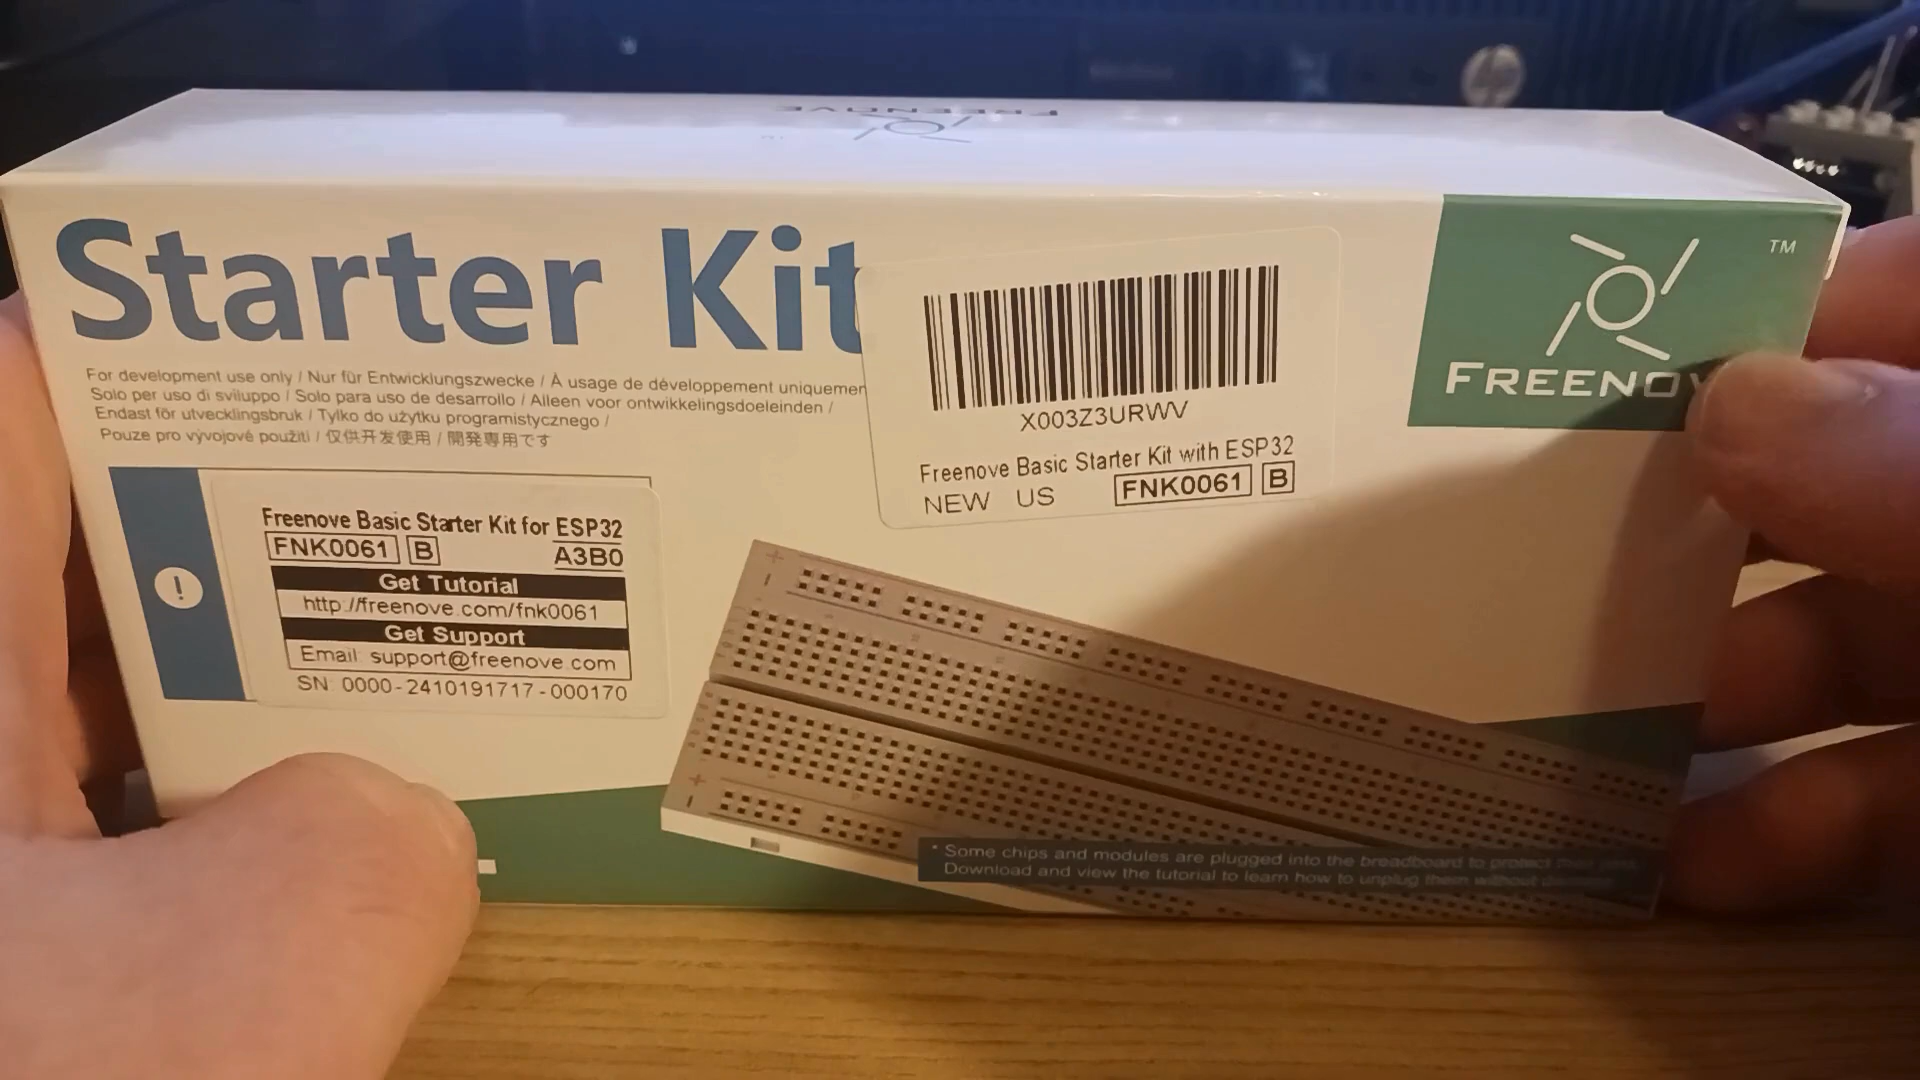 FREENOVE
Starter Kit
For development use only / Nur für Entwicklungszwecke / À usage de développement
Solo per uso di sviluppo / Solo para uso de desarrollo / Alleen voor ontwikkelingsdoeleinden /
Endast för utvecklingsbruk / Tylko do użytku programistycznego /
Pouze pro vývojové použití / 仅供开发使用 / 開発専用です
X003Z3URWV
Freenove Basic Starter Kit with ESP32
NEW US FNK0061 B
TM
FREENOV
!
Freenove Basic Starter Kit for ESP32
FNK0061 B A3B0
Get Tutorial
http://freenove.com/fnk0061
Get Support
Email: support@freenove.com
SN: 0000-2410191717-000170
* Some chips and modules are plugged into the breadboard to protect their pins.
Download and view the tutorial to learn how to unplug them without
hp